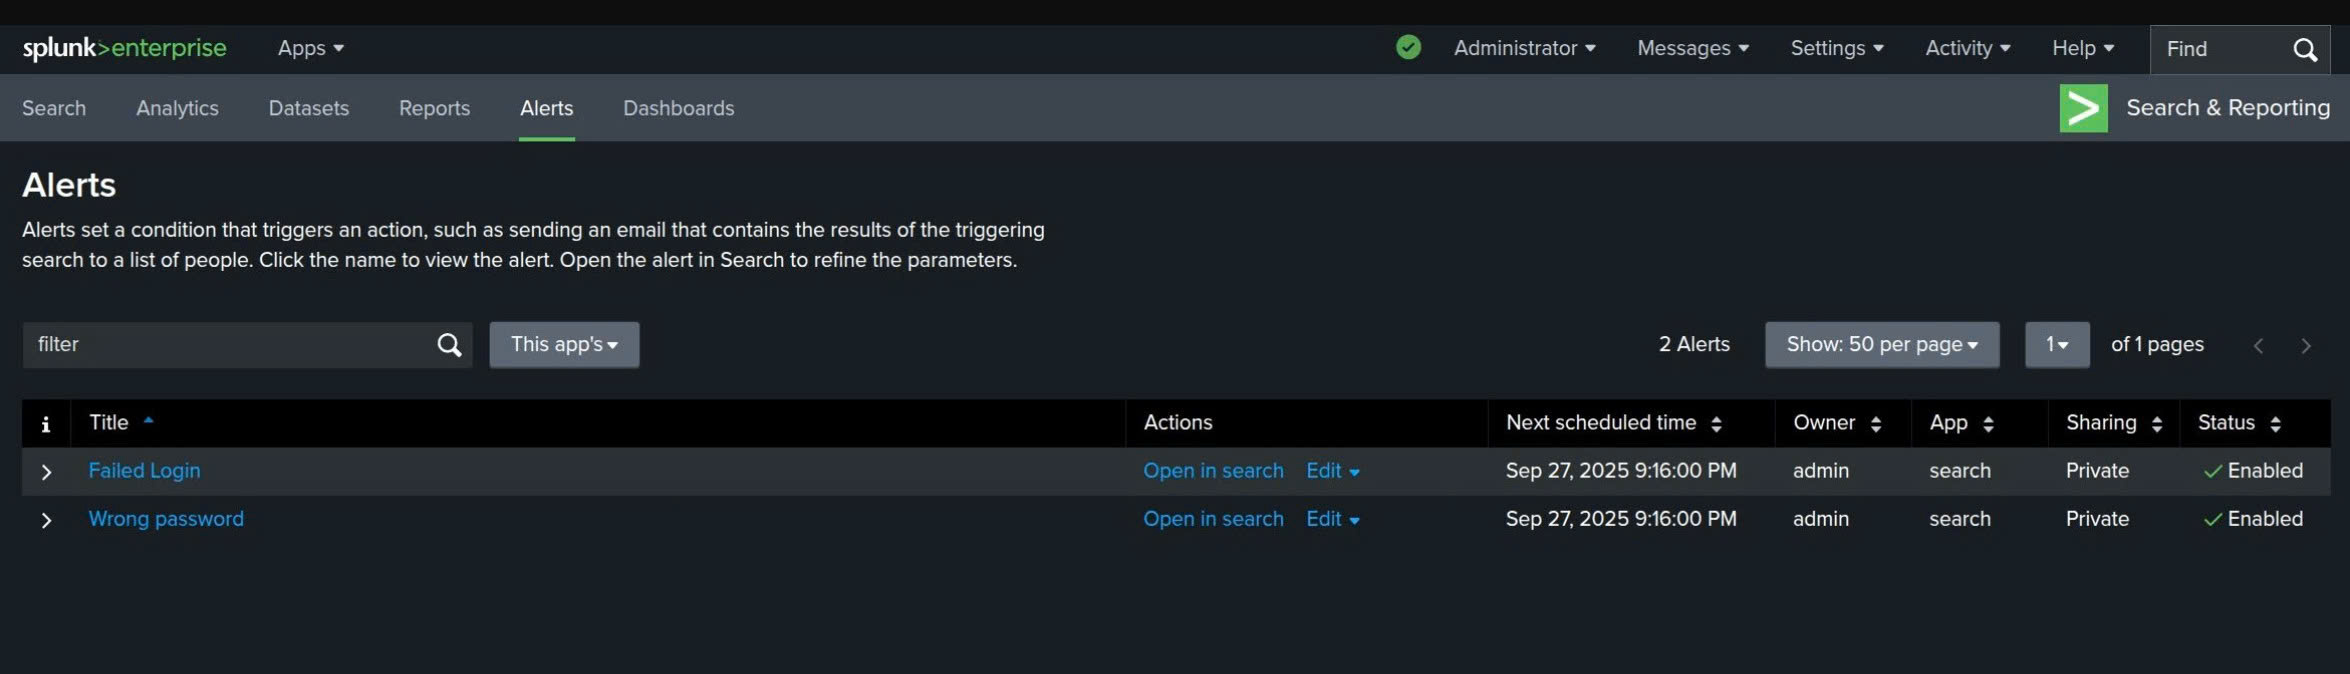 splunk>enterprise Apps Administrator Messages Settings Activity Help Find
Search Analytics Datasets Reports Alerts Dashboards Search & Reporting
Alerts
Alerts set a condition that triggers an action, such as sending an email that contains the results of the triggering
search to a list of people. Click the name to view the alert. Open the alert in Search to refine the parameters.
filter This app's 2 Alerts Show: 50 per page 1 of 1 pages
i Title Actions Next scheduled time Owner App Sharing Status
Failed Login Open in search Edit Sep 27, 2025 9:16:00 PM admin search Private Enabled
Wrong password Open in search Edit Sep 27, 2025 9:16:00 PM admin search Private Enabled